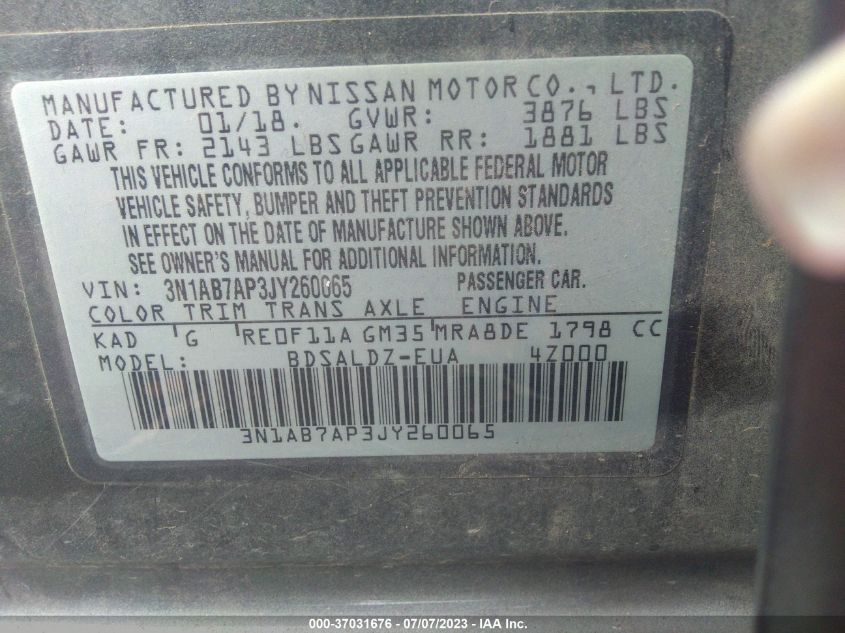 MANUFACTURED BY NISSAN MOTOR CO., LTD.
DATE: 01/18. GVWR: 3876 LBS
GAWR FR: 2143 LBS GAWR RR: 1881 LBS
THIS VEHICLE CONFORMS TO ALL APPLICABLE FEDERAL MOTOR
VEHICLE SAFETY, BUMPER AND THEFT PREVENTION STANDARDS
IN EFFECT ON THE DATE OF MANUFACTURE SHOWN ABOVE.
SEE OWNER'S MANUAL FOR ADDITIONAL INFORMATION.
VIN: 3N1AB7AP3JY260065 PASSENGER CAR.
COLOR TRIM TRANS AXLE ENGINE
KAD G RE0F11A GM35 MRA8DE 1798 CC
MODEL: BDSALDZ-EUA 4Z000
3N1AB7AP3JY260065
000-37031676 - 07/07/2023 - IAA Inc.